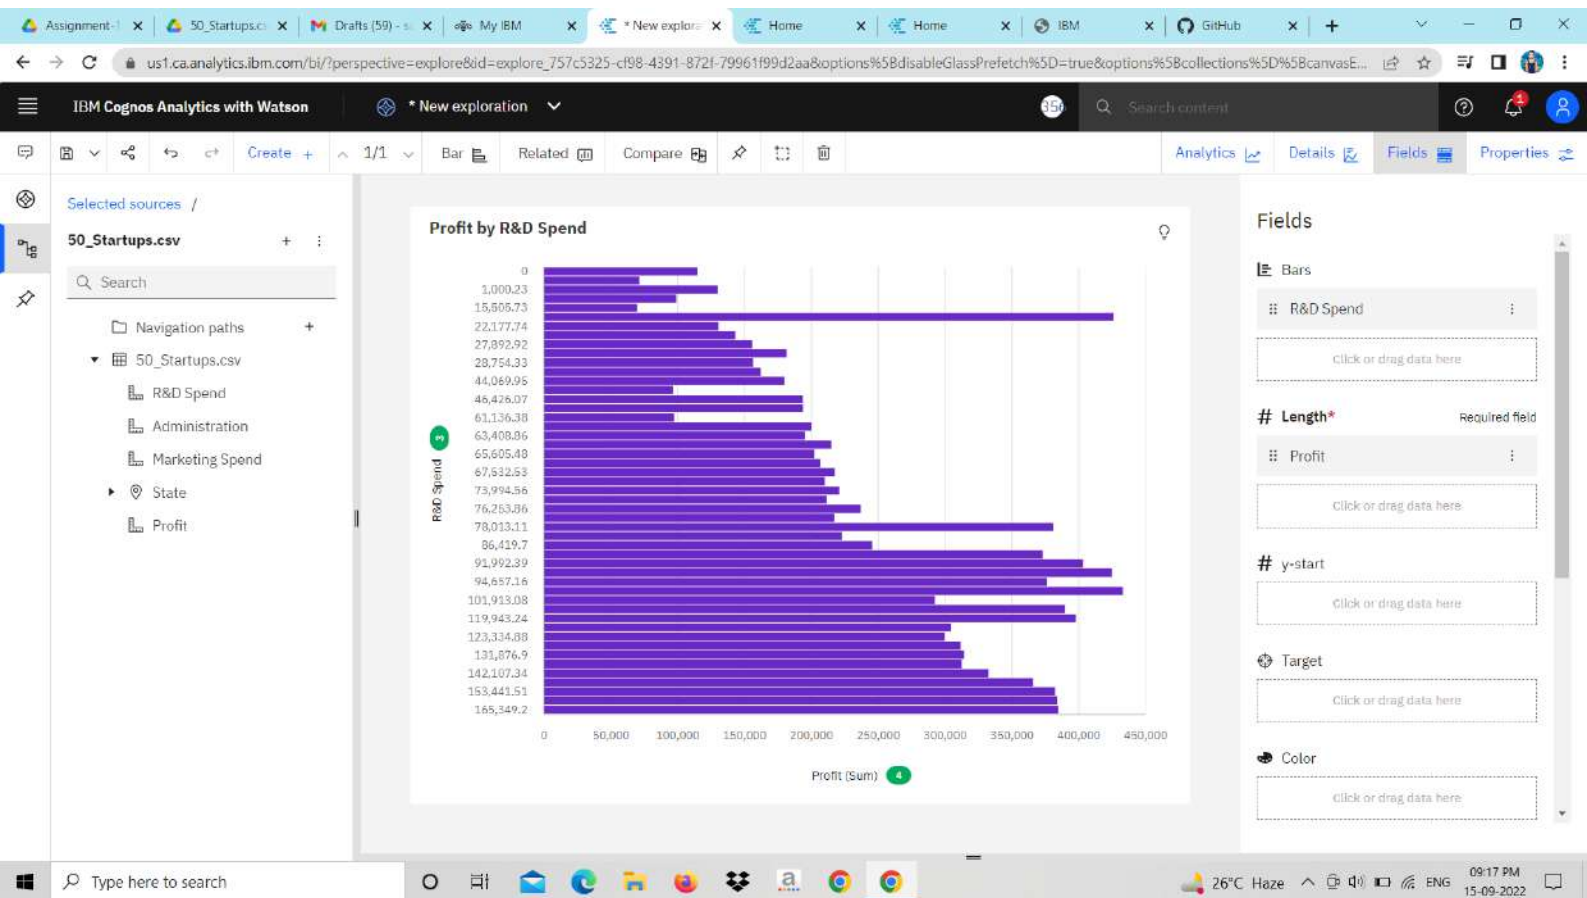 Assignment-1
50_Startups.cs
Drafts (59) - s
My IBM
* New explora
Home
Home
IBM
GitHub
us1.ca.analytics.ibm.com/bi/?perspective=explore&id=explore_757c5325-cf98-4391-872f-79961f99d2aa&options%5BdisableGlassPrefetch%5D=true&options%5Bcollections%5D%5BcanvasE...
IBM Cognos Analytics with Watson
* New exploration
Search content
1
Create +
1/1
Bar
Related
Compare
Analytics
Details
Fields
Properties
Selected sources /
50_Startups.csv
Search
Navigation paths
50_Startups.csv
R&D Spend
Administration
Marketing Spend
State
Profit
Profit by R&D Spend
0
1,000.23
15,505.73
22,177.74
27,892.92
28,754.33
44,069.95
46,426.07
61,136.38
63,408.86
65,605.48
67,532.53
73,994.56
76,253.86
78,013.11
86,419.7
91,992.39
94,657.16
101,913.08
119,943.24
123,334.88
131,876.9
142,107.34
153,441.51
165,349.2
R&D Spend 3
0 50,000 100,000 150,000 200,000 250,000 300,000 350,000 400,000 450,000
Profit (Sum) 4
Fields
Bars
R&D Spend
Click or drag data here
# Length* Required field
Profit
Click or drag data here
# y-start
Click or drag data here
Target
Click or drag data here
Color
Click or drag data here
Type here to search
26°C Haze
ENG
09:17 PM
15-09-2022